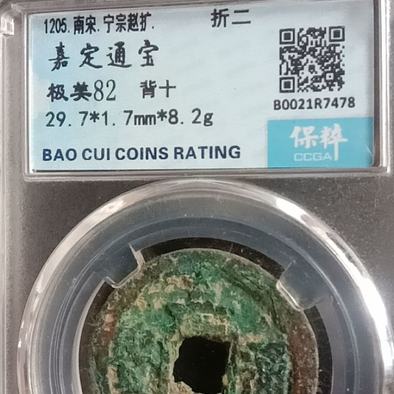 1205.南宋.宁宗赵扩. 折二
嘉定通宝
极美82 背十
29.7*1.7mm*8.2g
B0021R7478
保粹
CCGA
BAO CUI COINS RATING